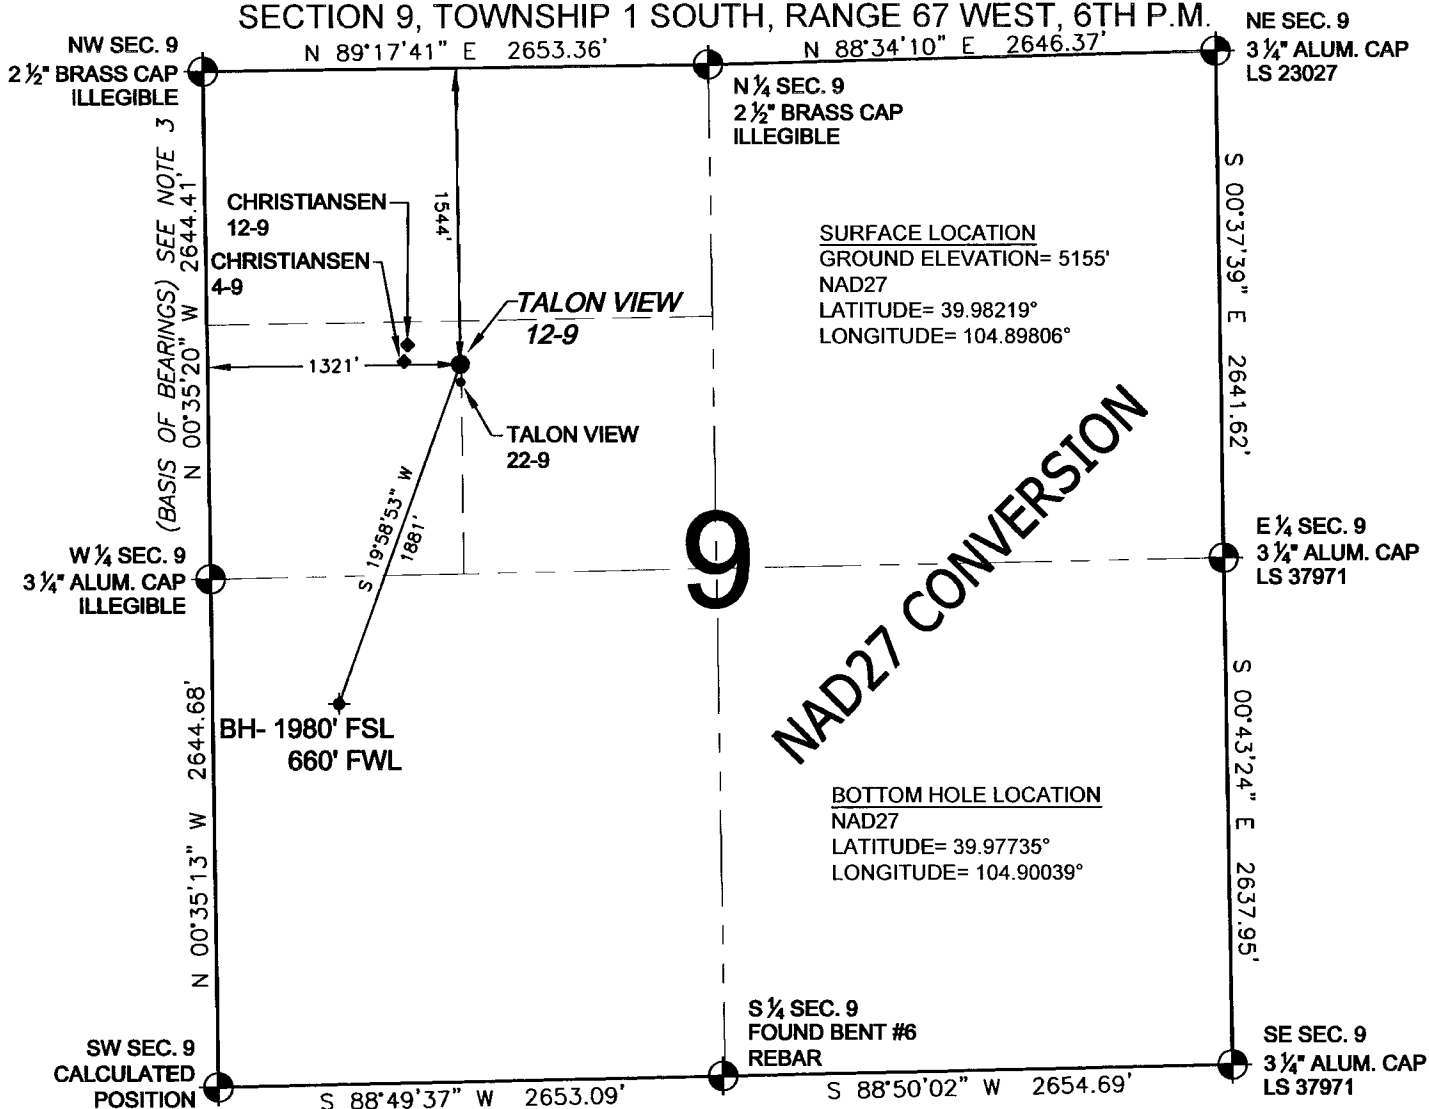 SECTION 9, TOWNSHIP 1 SOUTH, RANGE 67 WEST, 6TH P.M.
NW SEC. 9
2 ½" BRASS CAP
ILLEGIBLE
N 89°17'41" E 2653.36'
N 88°34'10" E 2646.37'
NE SEC. 9
3 ¼" ALUM. CAP
LS 23027
N ¼ SEC. 9
2 ½" BRASS CAP
ILLEGIBLE
(BASIS OF BEARINGS) SEE NOTE 3
N 00°35'20" W 2644.41'
CHRISTIANSEN
12-9
CHRISTIANSEN
4-9
1544'
1321'
TALON VIEW
12-9
TALON VIEW
22-9
S 19°58'53" W
1881'
SURFACE LOCATION
GROUND ELEVATION= 5155'
NAD27
LATITUDE= 39.98219°
LONGITUDE= 104.89806°
S 00°37'39" E 2641.62'
NAD27 CONVERSION
9
W ¼ SEC. 9
3 ¼" ALUM. CAP
ILLEGIBLE
E ¼ SEC. 9
3 ¼" ALUM. CAP
LS 37971
BH- 1980' FSL
660' FWL
N 00°35'13" W 2644.68'
BOTTOM HOLE LOCATION
NAD27
LATITUDE= 39.97735°
LONGITUDE= 104.90039°
S 00°43'24" E 2637.95'
SW SEC. 9
CALCULATED
POSITION
S 88°49'37" W 2653.09'
S ¼ SEC. 9
FOUND BENT #6
REBAR
S 88°50'02" W 2654.69'
SE SEC. 9
3 ¼" ALUM. CAP
LS 37971